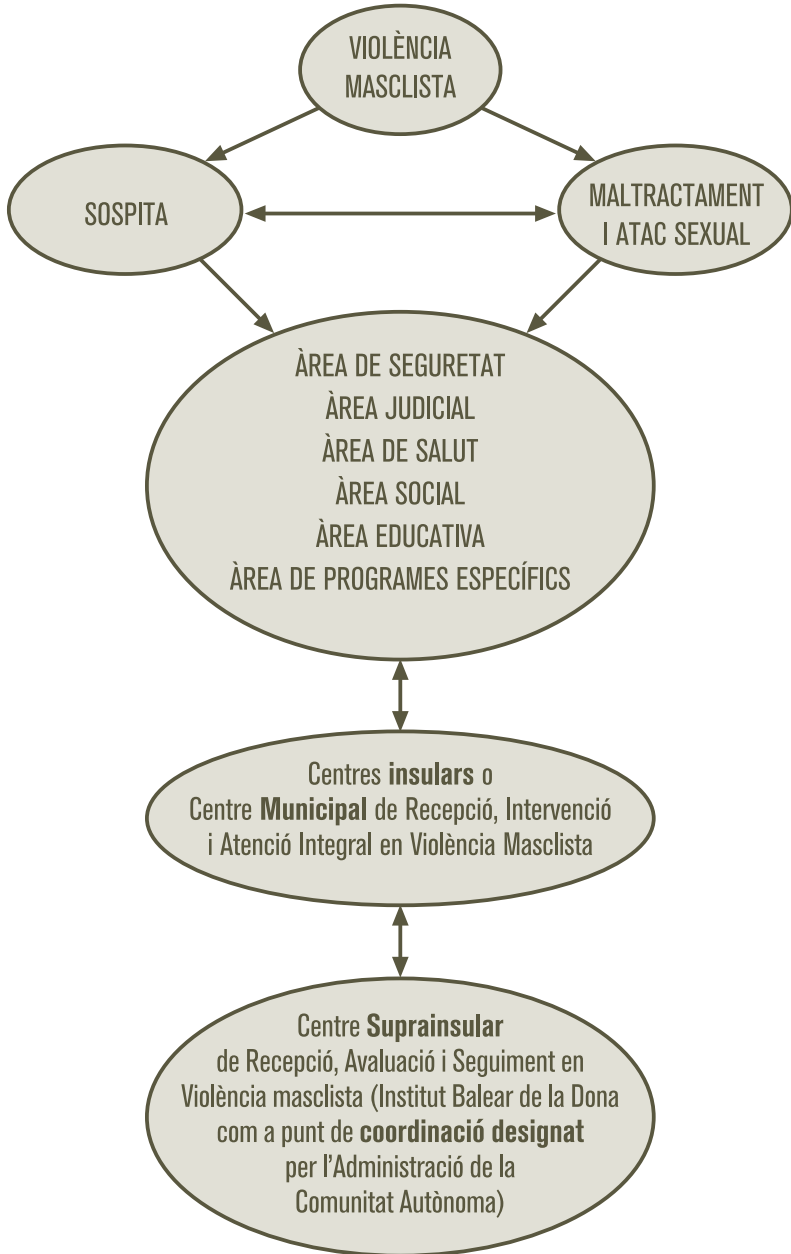 VIOLÈNCIA
MASCLISTA
SOSPITA
MALTRACTAMENT
I ATAC SEXUAL
ÀREA DE SEGURETAT
ÀREA JUDICIAL
ÀREA DE SALUT
ÀREA SOCIAL
ÀREA EDUCATIVA
ÀREA DE PROGRAMES ESPECÍFICS
Centres insulars o
Centre Municipal de Recepció, Intervenció
i Atenció Integral en Violència Masclista
Centre Suprainsular
de Recepció, Avaluació i Seguiment en
Violència masclista (Institut Balear de la Dona
com a punt de coordinació designat
per l'Administració de la
Comunitat Autònoma)